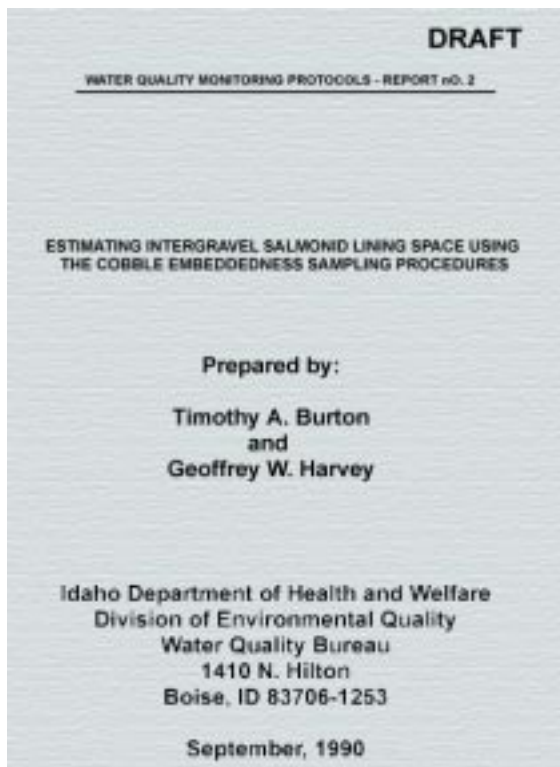 DRAFT
WATER QUALITY MONITORING PROTOCOLS - REPORT nO. 2
ESTIMATING INTERGRAVEL SALMONID LINING SPACE USING
THE COBBLE EMBEDDEDNESS SAMPLING PROCEDURES
Prepared by:
Timothy A. Burton
and
Geoffrey W. Harvey
Idaho Department of Health and Welfare
Division of Environmental Quality
Water Quality Bureau
1410 N. Hilton
Boise, ID 83706-1253
September, 1990